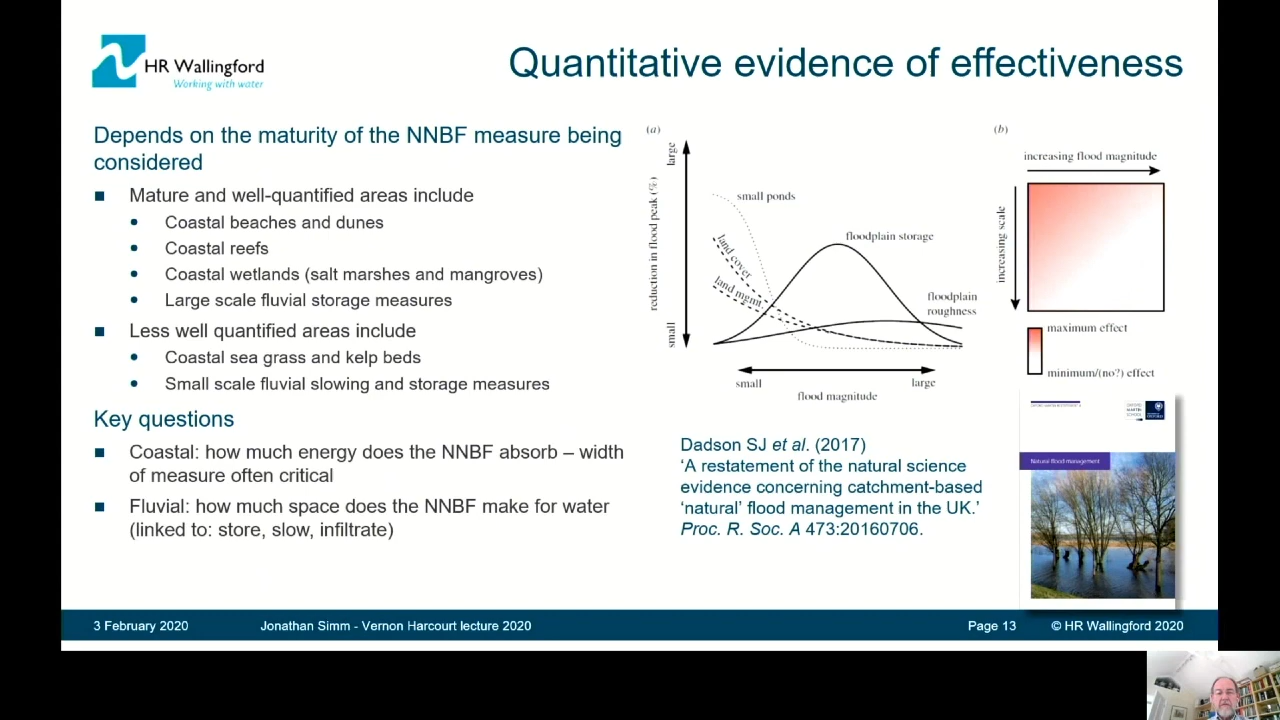 HR Wallingford
Working with water
Quantitative evidence of effectiveness
Depends on the maturity of the NNBF measure being
considered
Mature and well-quantified areas include
Coastal beaches and dunes
Coastal reefs
Coastal wetlands (salt marshes and mangroves)
Large scale fluvial storage measures
Less well quantified areas include
Coastal sea grass and kelp beds
Small scale fluvial slowing and storage measures
Key questions
Coastal: how much energy does the NNBF absorb – width
of measure often critical
Fluvial: how much space does the NNBF make for water
(linked to: store, slow, infiltrate)
(a)
large
reduction in flood peak (%)
small
small ponds
land cover
land mgmt.
floodplain storage
floodplain
roughness
small
large
flood magnitude
(b)
increasing flood magnitude
increasing scale
maximum effect
minimum/(no?) effect
Dadson SJ et al. (2017)
‘A restatement of the natural science
evidence concerning catchment-based
‘natural’ flood management in the UK.’
Proc. R. Soc. A 473:20160706.
Natural flood management
3 February 2020
Jonathan Simm - Vernon Harcourt lecture 2020
Page 13
© HR Wallingford 2020